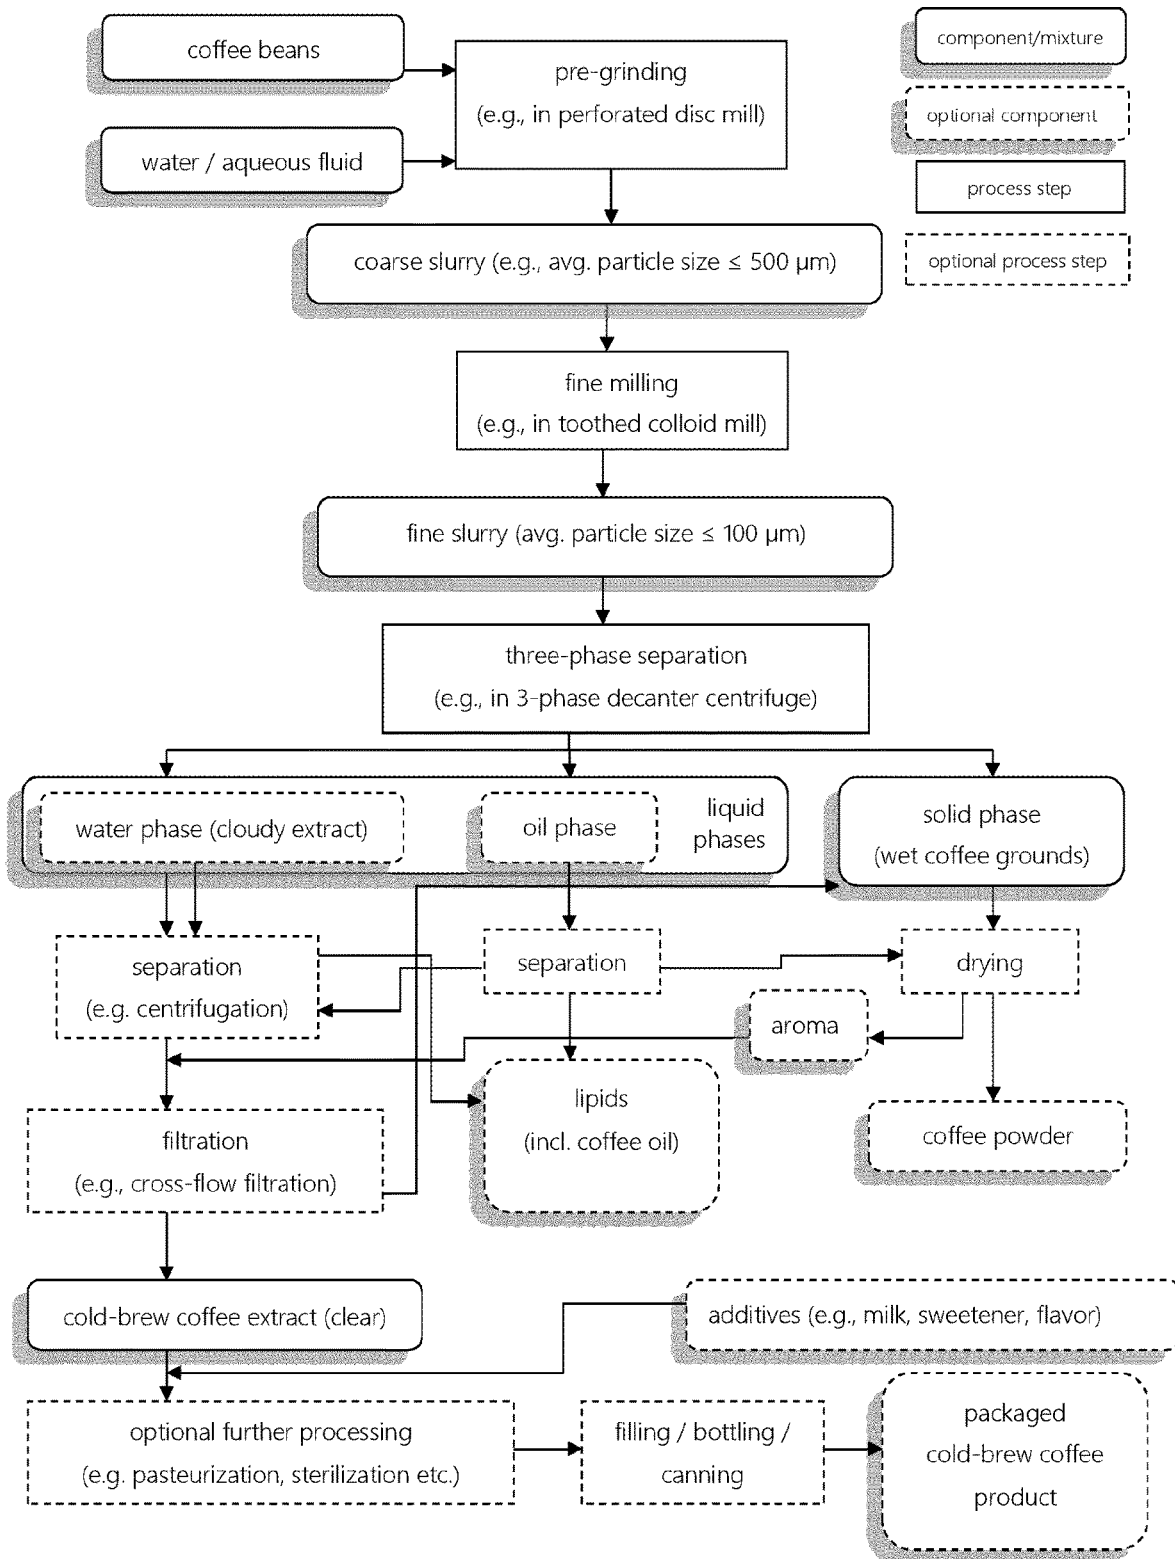 coffee beans
water / aqueous fluid
pre-grinding
(e.g., in perforated disc mill)
component/mixture
optional component
process step
optional process step
coarse slurry (e.g., avg. particle size ≤ 500 µm)
fine milling
(e.g., in toothed colloid mill)
fine slurry (avg. particle size ≤ 100 µm)
three-phase separation
(e.g., in 3-phase decanter centrifuge)
water phase (cloudy extract)
oil phase
liquid
phases
solid phase
(wet coffee grounds)
separation
(e.g. centrifugation)
separation
drying
aroma
filtration
(e.g., cross-flow filtration)
lipids
(incl. coffee oil)
coffee powder
cold-brew coffee extract (clear)
additives (e.g., milk, sweetener, flavor)
optional further processing
(e.g. pasteurization, sterilization etc.)
filling / bottling /
canning
packaged
cold-brew coffee
product